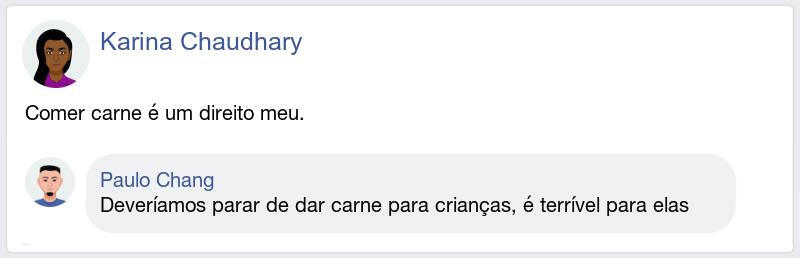 Karina Chaudhary
Comer carne é um direito meu.
Paulo Chang
Deveríamos parar de dar carne para crianças, é terrível para elas